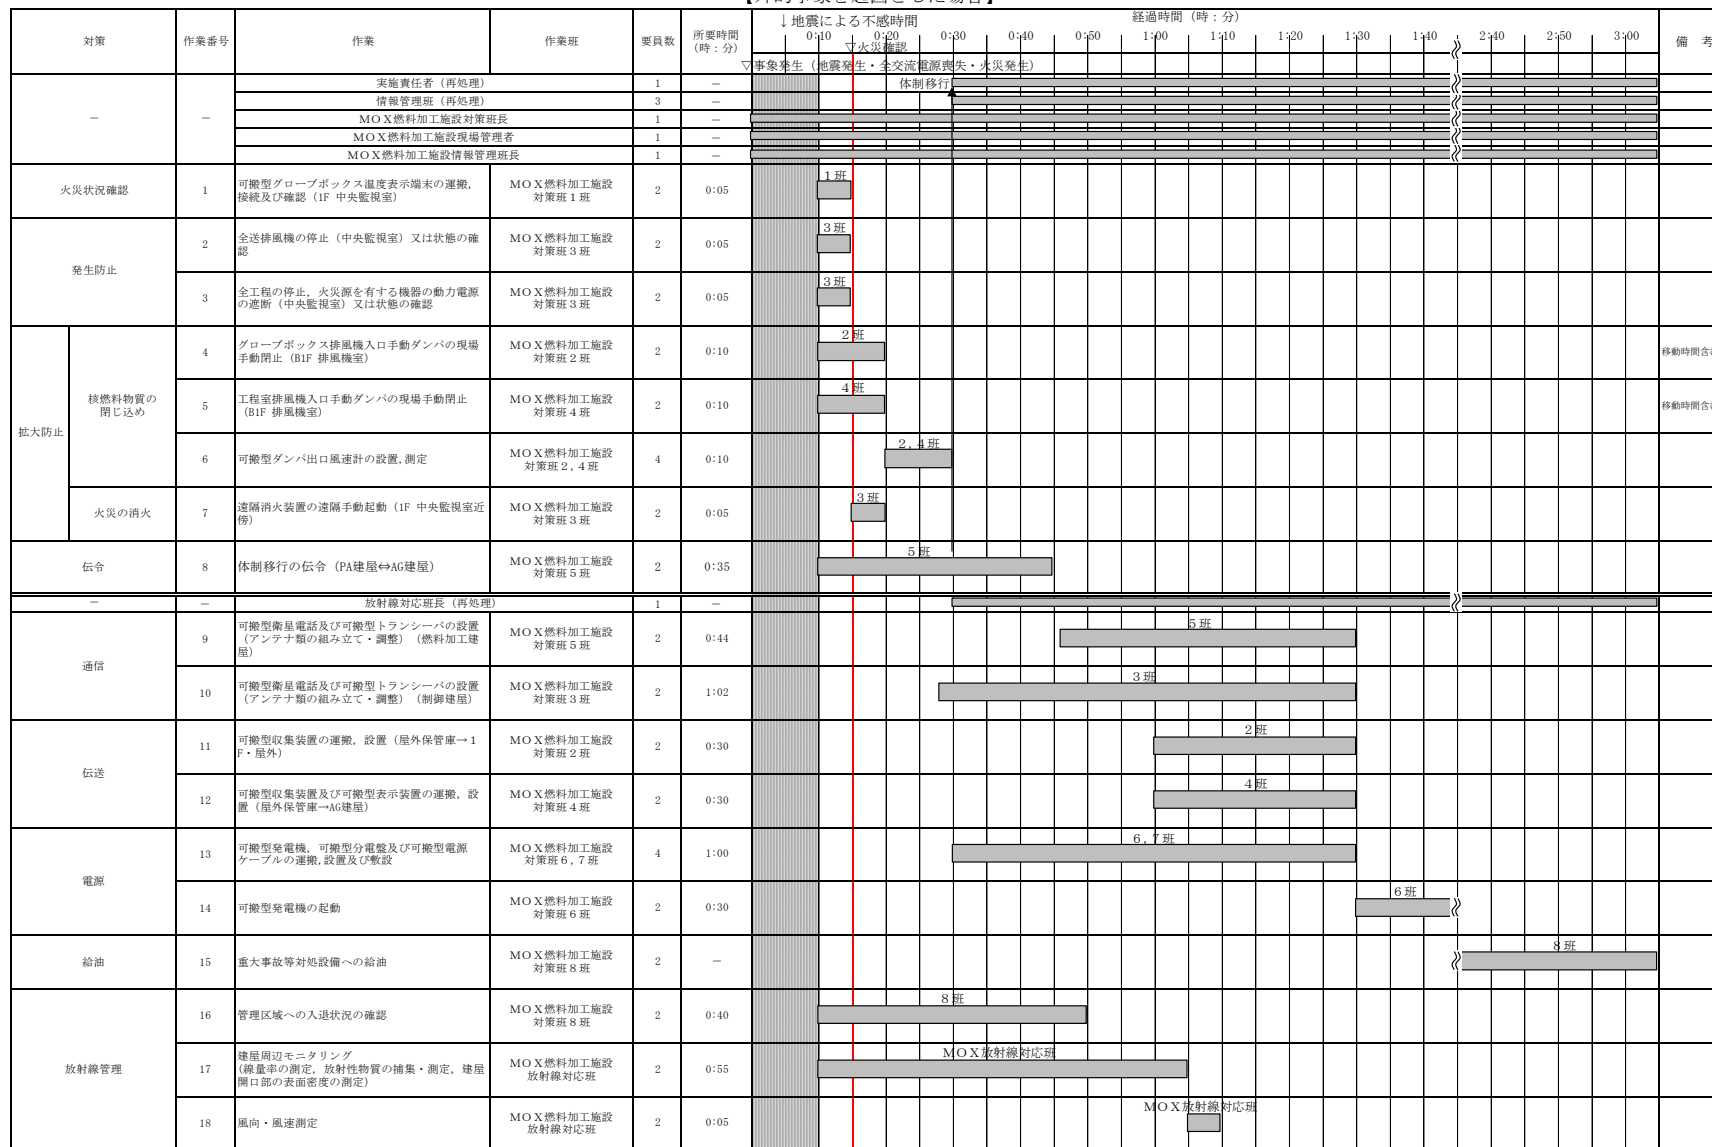 【外的事象を起因とした場合】
対策 作業番号 作業 作業班 要員数 所要時間（時：分） 経過時間（時：分） 備 考
↓地震による不感時間
0:10 0:20 0:30 0:40 0:50 1:00 1:10 1:20 1:30 1:40 2:40 2:50 3:00
▽火災確認
▽事象発生（地震発生・全交流電源喪失・火災発生）
－ － 実施責任者（再処理） 1 － 体制移行
情報管理班（再処理） 3 －
ＭＯＸ燃料加工施設対策班長 1 －
ＭＯＸ燃料加工施設現場管理者 1 －
ＭＯＸ燃料加工施設情報管理班長 1 －
火災状況確認 1 可搬型グローブボックス温度表示端末の運搬，
接続及び確認（1F 中央監視室） ＭＯＸ燃料加工施設
対策班１班 2 0:05 １班
発生防止 2 全送排風機の停止（中央監視室）又は状態の確
認 ＭＯＸ燃料加工施設
対策班３班 2 0:05 ３班
3 全工程の停止，火災源を有する機器の動力電源
の遮断（中央監視室）又は状態の確認 ＭＯＸ燃料加工施設
対策班３班 2 0:05 ３班
拡大防止 核燃料物質の
閉じ込め 4 グローブボックス排風機入口手動ダンパの現場
手動閉止（B1F 排風機室） ＭＯＸ燃料加工施設
対策班２班 2 0:10 ２班 移動時間含
5 工程室排風機入口手動ダンパの現場手動閉止
（B1F 排風機室） ＭＯＸ燃料加工施設
対策班４班 2 0:10 ４班 移動時間含
6 可搬型ダンパ出口風速計の設置,測定 ＭＯＸ燃料加工施設
対策班２,４班 4 0:10 ２,４班
火災の消火 7 遠隔消火装置の遠隔手動起動（1F 中央監視室近
傍） ＭＯＸ燃料加工施設
対策班３班 2 0:05 ３班
伝令 8 体制移行の伝令（PA建屋⇔AG建屋） ＭＯＸ燃料加工施設
対策班５班 2 0:35 ５班
－ － 放射線対応班長（再処理） 1 －
通信 9 可搬型衛星電話及び可搬型トランシーバの設置
（アンテナ類の組み立て・調整）（燃料加工建
屋） ＭＯＸ燃料加工施設
対策班５班 2 0:44 ５班
10 可搬型衛星電話及び可搬型トランシーバの設置
（アンテナ類の組み立て・調整）（制御建屋） ＭＯＸ燃料加工施設
対策班３班 2 1:02 ３班
伝送 11 可搬型収集装置の運搬，設置（屋外保管庫→１
Ｆ・屋外） ＭＯＸ燃料加工施設
対策班２班 2 0:30 ２班
12 可搬型収集装置及び可搬型表示装置の運搬，設
置（屋外保管庫→AG建屋） ＭＯＸ燃料加工施設
対策班４班 2 0:30 ４班
電源 13 可搬型発電機，可搬型分電盤及び可搬型電源
ケーブルの運搬,設置及び敷設 ＭＯＸ燃料加工施設
対策班６,７班 4 1:00 ６,７班
14 可搬型発電機の起動 ＭＯＸ燃料加工施設
対策班６班 2 0:30 ６班
給油 15 重大事故等対処設備への給油 ＭＯＸ燃料加工施設
対策班８班 2 － ８班
放射線管理 16 管理区域への入退状況の確認 ＭＯＸ燃料加工施設
対策班８班 2 0:40 ８班
17 建屋周辺モニタリング
(線量率の測定，放射性物質の捕集・測定，建屋
開口部の表面密度の測定) ＭＯＸ燃料加工施設
放射線対応班 2 0:55 ＭＯＸ放射線対応班
18 風向・風速測定 ＭＯＸ燃料加工施設
放射線対応班 2 0:05 ＭＯＸ放射線対応班